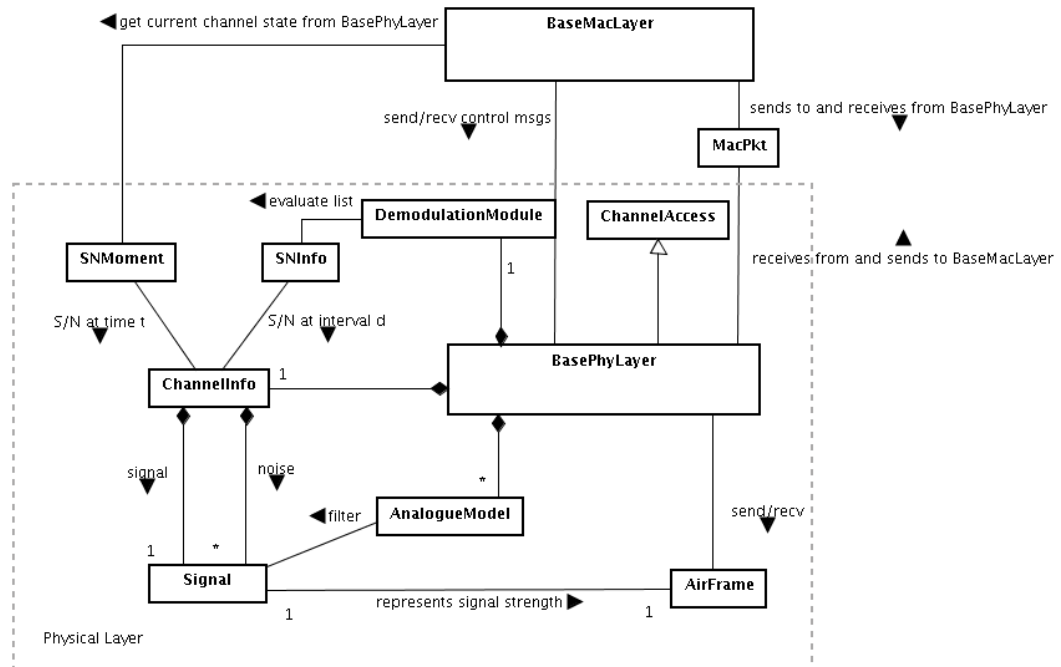 get current channel state from BasePhyLayer
BaseMacLayer
send/recv control msgs
sends to and receives from BasePhyLayer
MacPkt
evaluate list
DemodulationModule
ChannelAccess
SNMoment
SNInfo
1
receives from and sends to BaseMacLayer
S/N at time t
S/N at interval d
BasePhyLayer
ChannelInfo
1
signal
noise
*
AnalogueModel
filter
send/recv
1
*
Signal
AirFrame
represents signal strength
1
1
Physical Layer